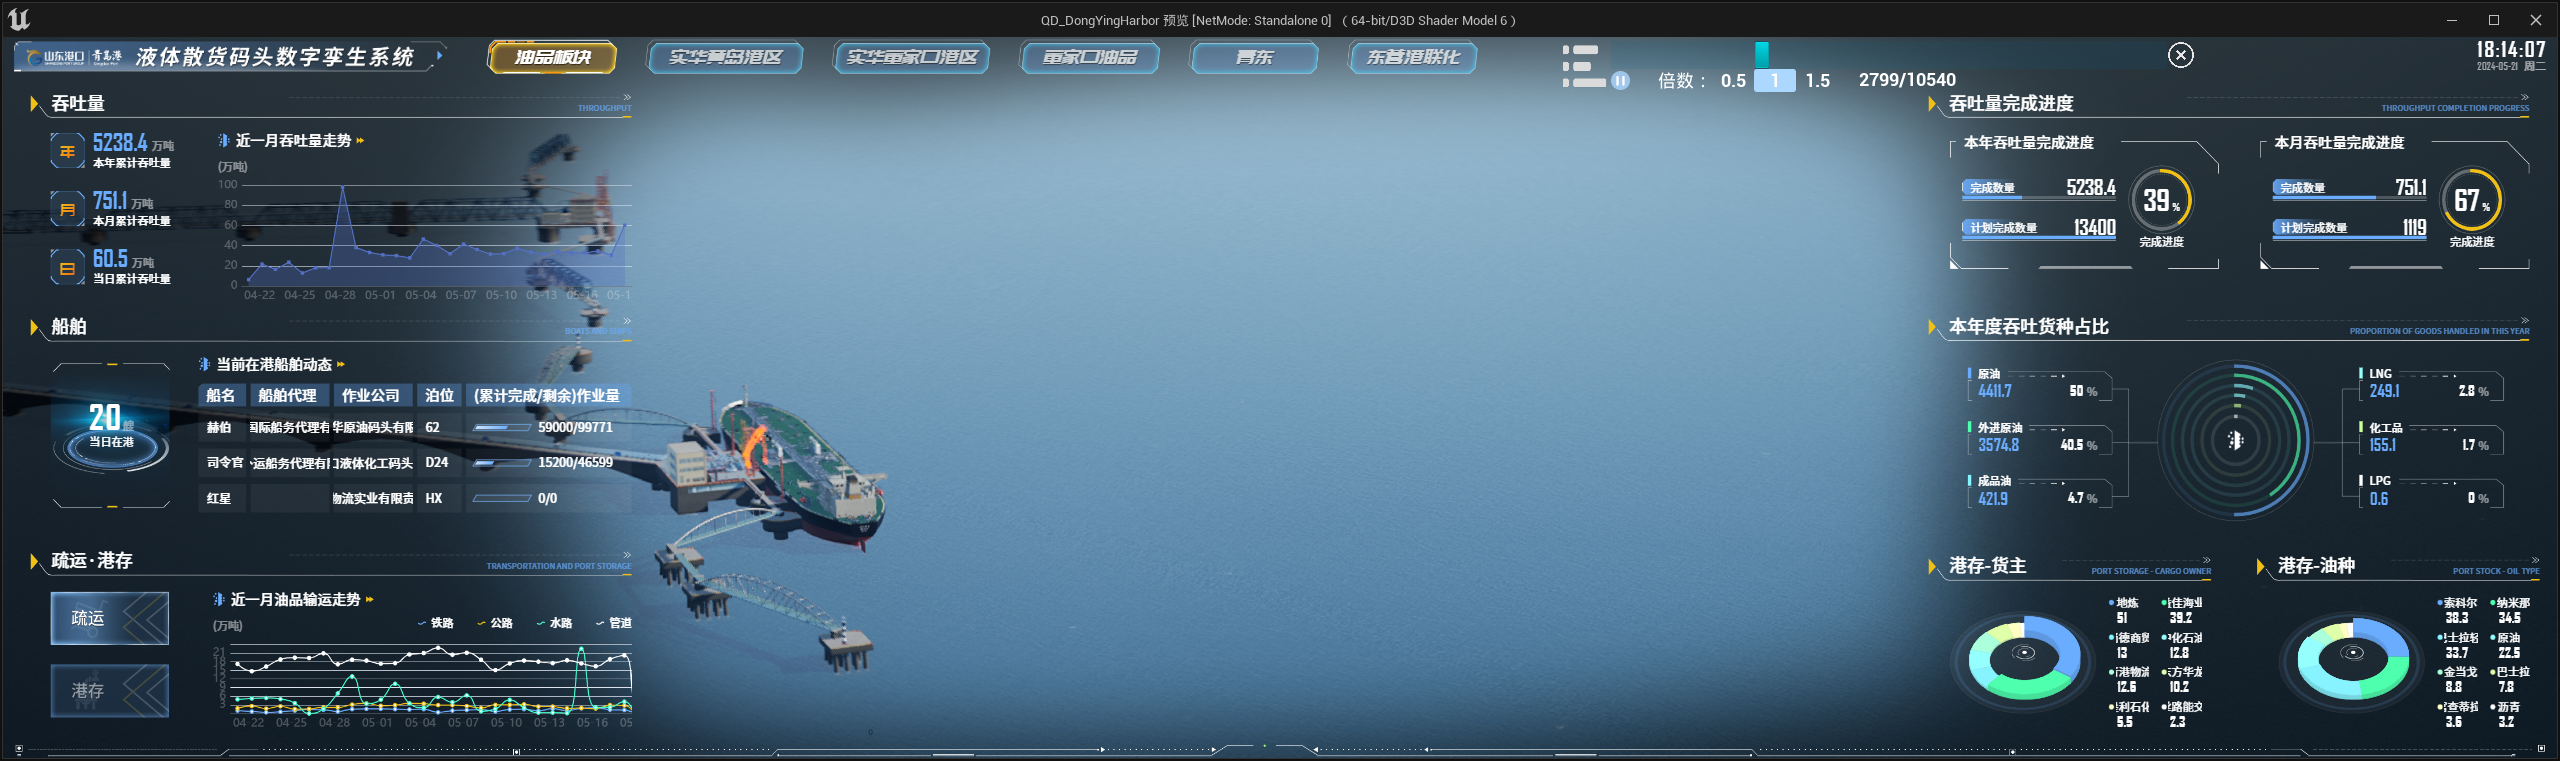 QD_DongYingHarbor 预览 [NetMode: Standalone 0] （64-bit/D3D Shader Model 6）
山东港口 青岛港 液体散货码头数字孪生系统
油品板块
实华黄岛港区
实华董家口港区
董家口油品
青东
东营港联化
倍数： 0.5 1 1.5 2799/10540
18:14:07
2024-05-21 周二
吞吐量
THROUGHPUT
年 5238.4 万吨
本年累计吞吐量
月 751.1 万吨
本月累计吞吐量
日 60.5 万吨
当日累计吞吐量
近一月吞吐量走势
(万吨)
100
80
60
40
20
0
04-22 04-25 04-28 05-01 05-04 05-07 05-10 05-13 05-16 05-1
船舶
BOATS AND SHIPS
20 艘
当日在港
当前在港船舶动态
船名 船舶代理 作业公司 泊位 (累计完成/剩余)作业量
赫伯 国际船务代理有 华原油码头有限 62 59000/99771
司令官 运船务代理有 口液体化工码头 D24 15200/46599
红星 物流实业有限责 HX 0/0
疏运·港存
TRANSPORTATION AND PORT STORAGE
疏运
港存
近一月油品输运走势
(万吨)
铁路 公路 水路 管道
21
18
15
12
9
6
3
04 22 04-25 04-28 05-01 05-04 05-07 05-10 05-13 05-16 05
吞吐量完成进度
THROUGHPUT COMPLETION PROGRESS
本年吞吐量完成进度
完成数量 5238.4
计划完成数量 13400
39 %
完成进度
本月吞吐量完成进度
完成数量 751.1
计划完成数量 1119
67 %
完成进度
本年度吞吐货种占比
PROPORTION OF GOODS HANDLED IN THIS YEAR
原油
4411.7 50 %
外进原油
3574.8 40.5 %
成品油
421.9 4.7 %
LNG
249.1 2.8 %
化工品
155.1 1.7 %
LPG
0.6 0 %
港存-货主
PORT STORAGE - CARGO OWNER
地炼 佳海业
51 39.2
德商贸 化石油
13 12.8
港物流 方华龙
12.6 10.2
利石化 路能交
5.5 2.3
港存-油种
PORT STOCK - OIL TYPE
索科尔 纳米那
38.3 34.5
士拉轻 原油
33.7 22.5
金当戈 巴士拉
8.8 7.8
查蒂拉 沥青
3.6 3.2